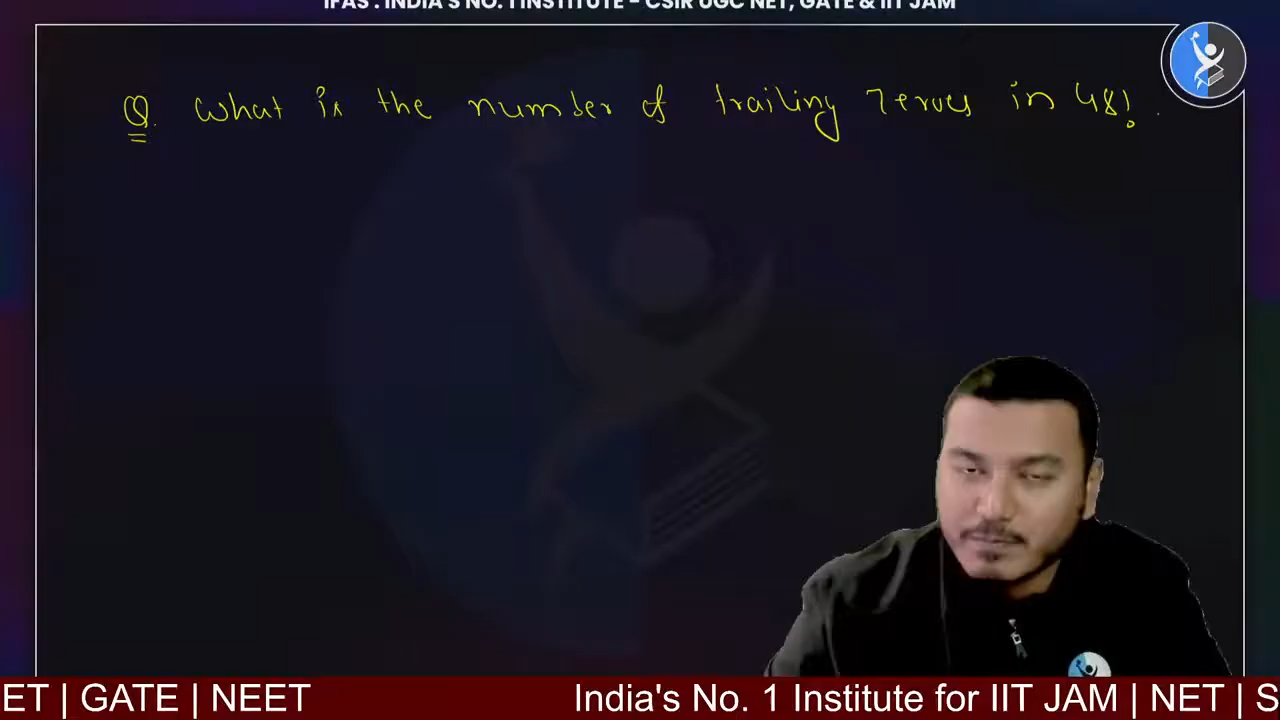 IFAS : INDIA'S NO. 1 INSTITUTE - CSIR UGC NET, GATE & IIT JAM
Q. What is the number of trailing zeroes in 48!.
ET | GATE | NEET India's No. 1 Institute for IIT JAM | NET | S